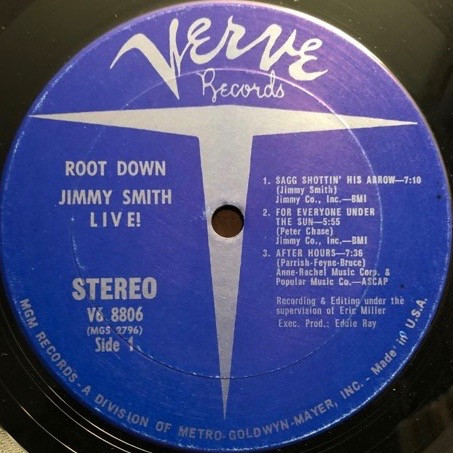 Verve
Records
ROOT DOWN
JIMMY SMITH
LIVE!
STEREO
V6 8806
(MGS 2796)
Side 1
1. SAGG SHOTTIN' HIS ARROW—7:10
(Jimmy Smith)
Jimmy Co., Inc.—BMI
2. FOR EVERYONE UNDER
THE SUN—5:55
(Peter Chase)
Jimmy Co., Inc.—BMI
3. AFTER HOURS—7:36
(Parrish-Feyne-Bruce)
Anne-Rachel Music Corp. &
Popular Music Co.—ASCAP
Recording & Editing under the
supervision of Eric Miller
Exec. Prod.: Eddie Ray
MGM RECORDS - A DIVISION OF METRO-GOLDWYN-MAYER, INC. - Made in U.S.A.